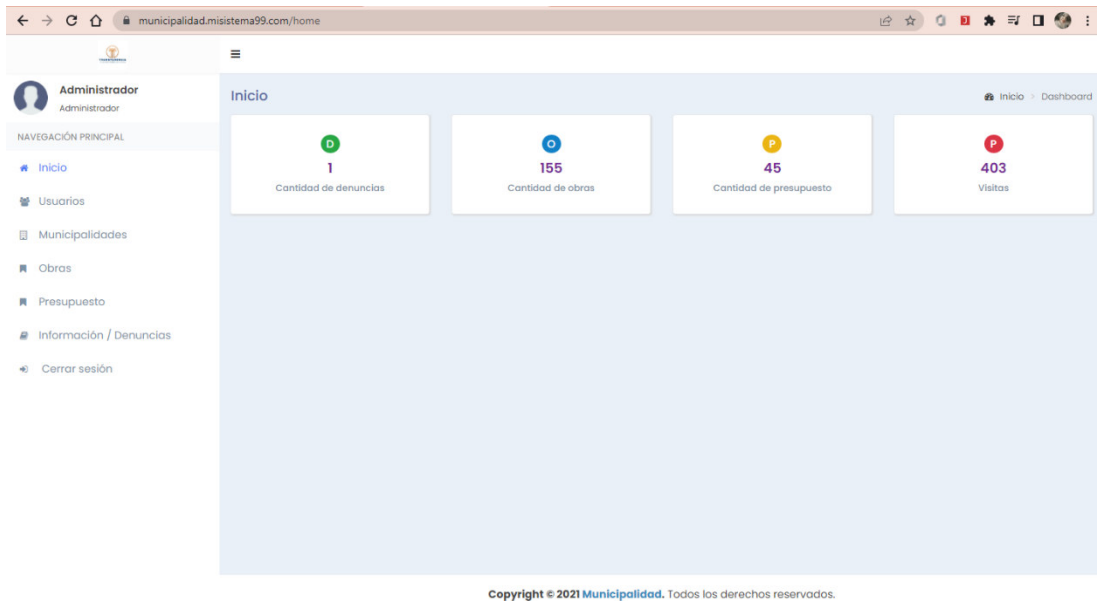 municipalidad.misistema99.com/home
Administrador
Administrador
NAVEGACIÓN PRINCIPAL
Inicio
Usuarios
Municipalidades
Obras
Presupuesto
Información / Denuncias
Cerrar sesión
Inicio
Inicio > Dashboard
D
1
Cantidad de denuncias
O
155
Cantidad de obras
P
45
Cantidad de presupuesto
P
403
Visitas
Copyright © 2021 Municipalidad. Todos los derechos reservados.